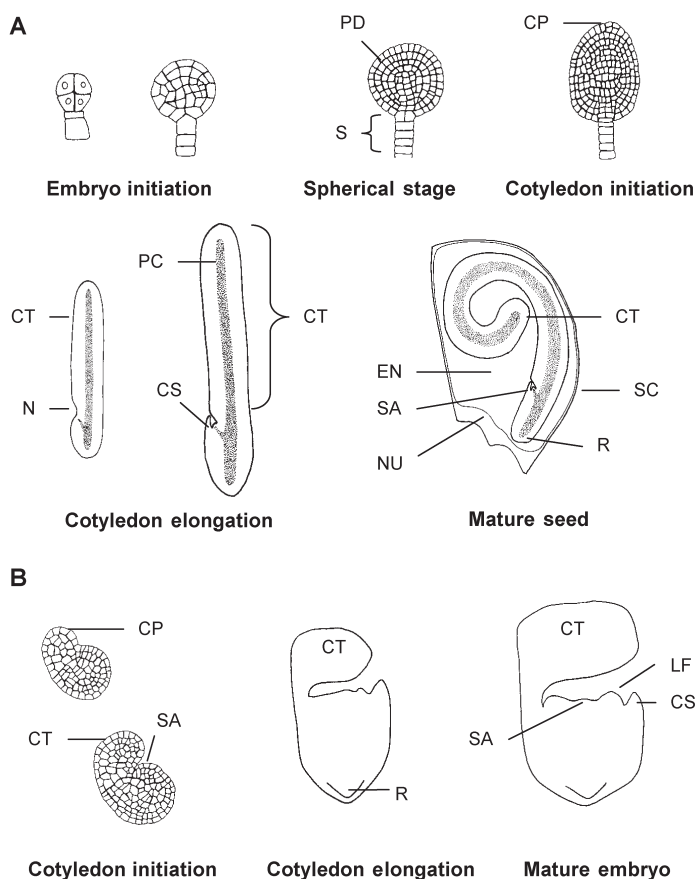 A
PD
CP
S
Embryo initiation
Spherical stage
Cotyledon initiation
PC
CT
CT
CT
EN
N
CS
SA
SC
NU
R
Cotyledon elongation
Mature seed
B
CP
CT
CT
LF
CT
SA
SA
CS
R
Cotyledon initiation
Cotyledon elongation
Mature embryo